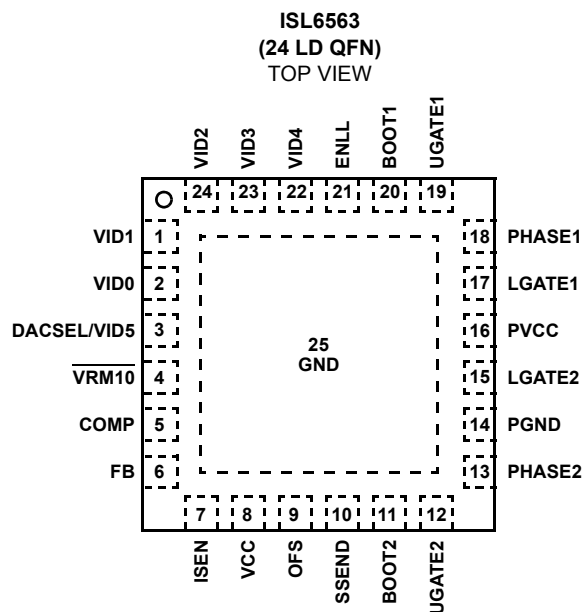 ISL6563
(24 LD QFN)
TOP VIEW
VID2
VID3
VID4
ENLL
BOOT1
UGATE1
24 23 22 21 20 19
VID1 1 18 PHASE1
VID0 2 17 LGATE1
DACSEL/VID5 3 16 PVCC
VRM10 4 15 LGATE2
COMP 5 14 PGND
FB 6 13 PHASE2
25
GND
7 8 9 10 11 12
ISEN
VCC
OFS
SSEND
BOOT2
UGATE2